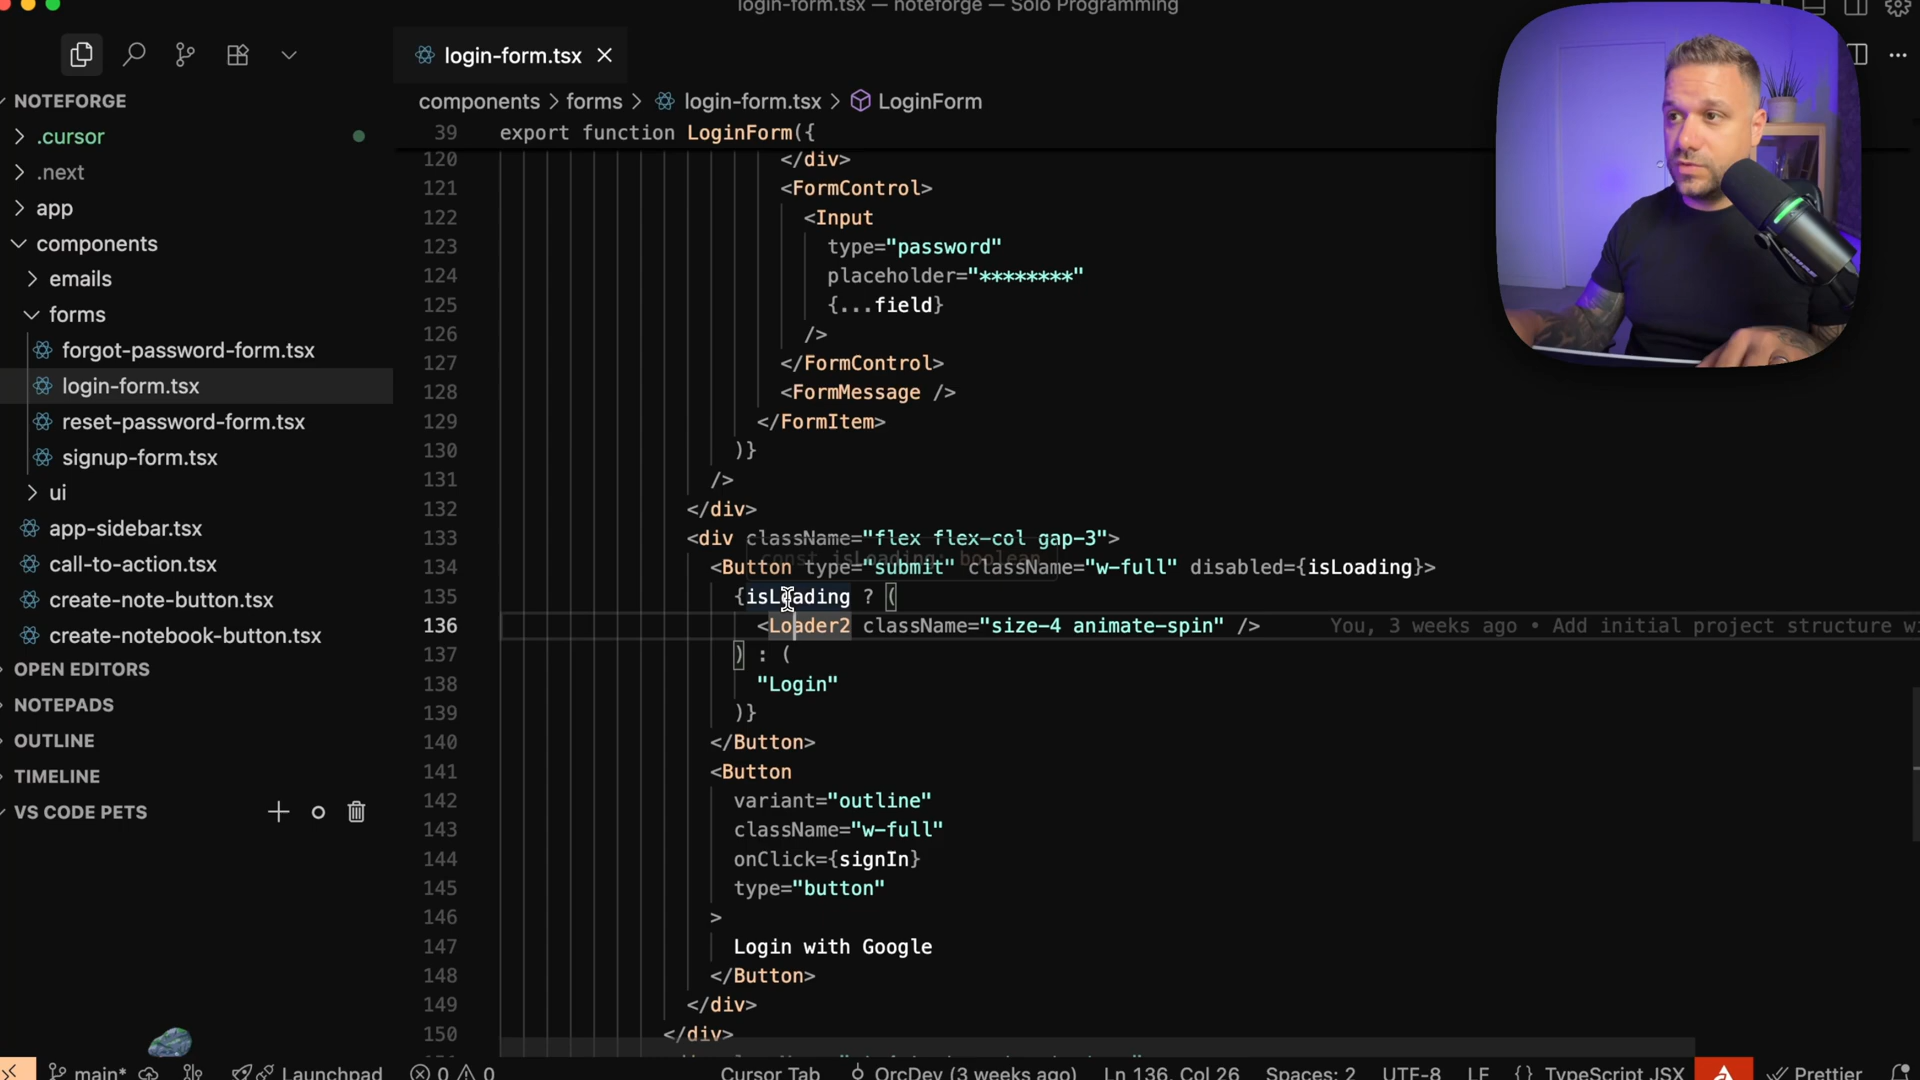 login-form.tsx — noteforge — Solo Programming
login-form.tsx
NOTEFORGE
components > forms > login-form.tsx > LoginForm
.cursor
.next
app
components
emails
forms
forgot-password-form.tsx
login-form.tsx
reset-password-form.tsx
signup-form.tsx
ui
app-sidebar.tsx
call-to-action.tsx
create-note-button.tsx
create-notebook-button.tsx
OPEN EDITORS
NOTEPADS
OUTLINE
TIMELINE
VS CODE PETS
39 export function LoginForm({
120 </div>
121 <FormControl>
122 <Input
123 type="password"
124 placeholder="********"
125 {...field}
126 />
127 </FormControl>
128 <FormMessage />
129 </FormItem>
130 )}
131 />
132 </div>
133 <div className="flex flex-col gap-3">
const isLoading: boolean
134 <Button type="submit" className="w-full" disabled={isLoading}>
135 {isLoading ? (
136 <Loader2 className="size-4 animate-spin" /> You, 3 weeks ago • Add initial project structure wi
137 ) : (
138 "Login"
139 )}
140 </Button>
141 <Button
142 variant="outline"
143 className="w-full"
144 onClick={signIn}
145 type="button"
146 >
147 Login with Google
148 </Button>
149 </div>
150 </div>
main* Launchpad 0 0 Cursor Tab OrcDev (3 weeks ago) Ln 136, Col 26 Spaces: 2 UTF-8 LF {} TypeScript JSX Prettier